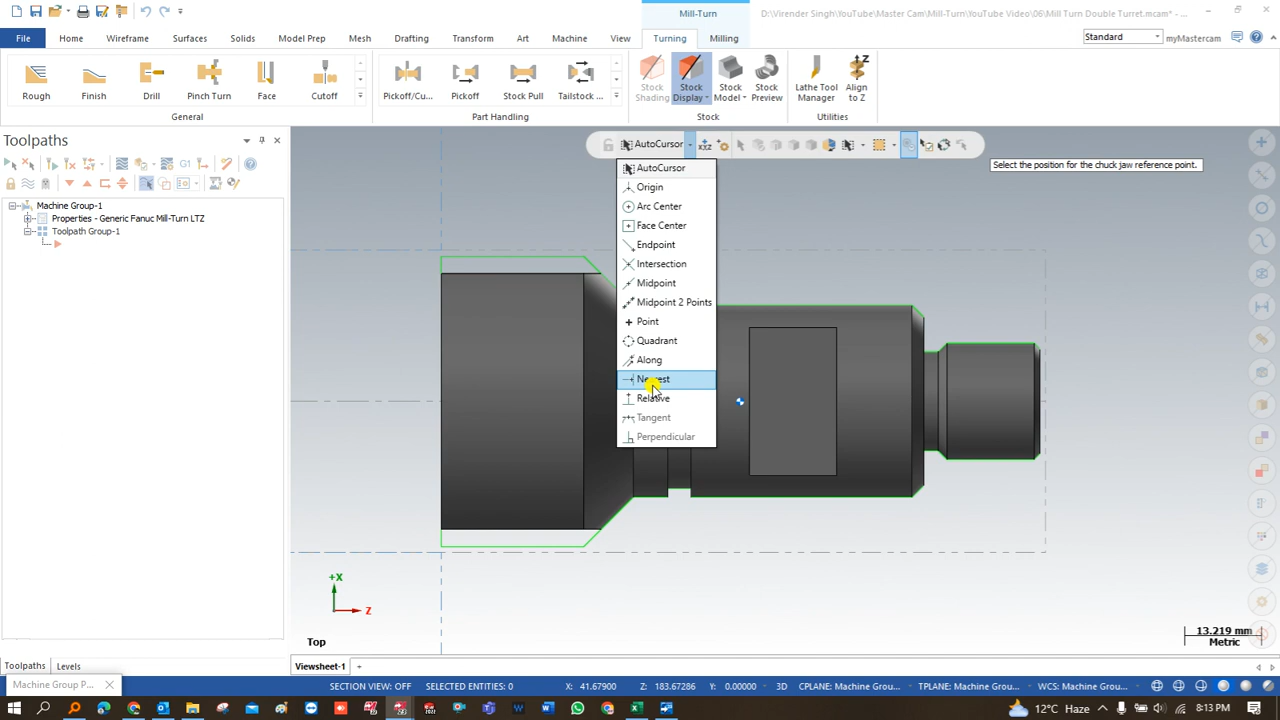 Mill-Turn
D:\Virender Singh\YouTube\Master Cam\Mill-Turn\YouTube Video\06\Mill Turn Double Turret.mcam* - ...
File Home Wireframe Surfaces Solids Model Prep Mesh Drafting Transform Art Machine View Turning Milling Standard myMastercam
Rough Finish Drill Pinch Turn Face Cutoff Pickoff/Cu... Pickoff Stock Pull Tailstock ... Stock Shading Stock Display Stock Model Stock Preview Lathe Tool Manager Align to Z
General Part Handling Stock Utilities
Toolpaths
AutoCursor
Select the position for the chuck jaw reference point.
AutoCursor
Origin
Arc Center
Face Center
Endpoint
Intersection
Midpoint
Midpoint 2 Points
Point
Quadrant
Along
Relative
Tangent
Perpendicular
Machine Group-1
Properties - Generic Fanuc Mill-Turn LTZ
Toolpath Group-1
+X
Z
Top
13.219 mm
Metric
Toolpaths Levels
Viewsheet-1 +
Machine Group P...
SECTION VIEW: OFF SELECTED ENTITIES: 0 X: 41.67900 Z: 183.67286 Y: 0.00000 3D CPLANE: Machine Grou... TPLANE: Machine Grou... WCS: Machine Grou...
12°C Haze 8:13 PM